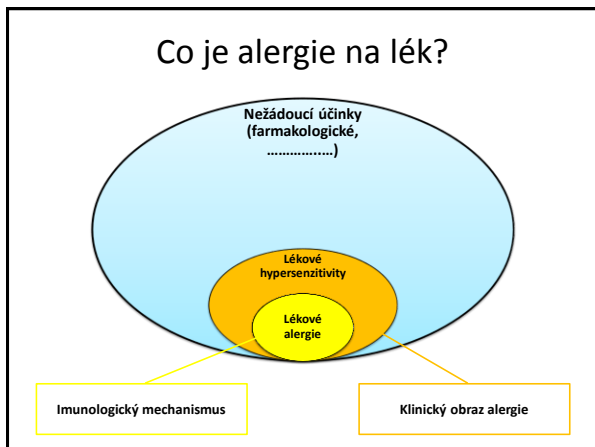 Co je alergie na lék?
Nežádoucí účinky
(farmakologické,
…………..…)
Lékové
hypersenzitivity
Lékové
alergie
Imunologický mechanismus
Klinický obraz alergie